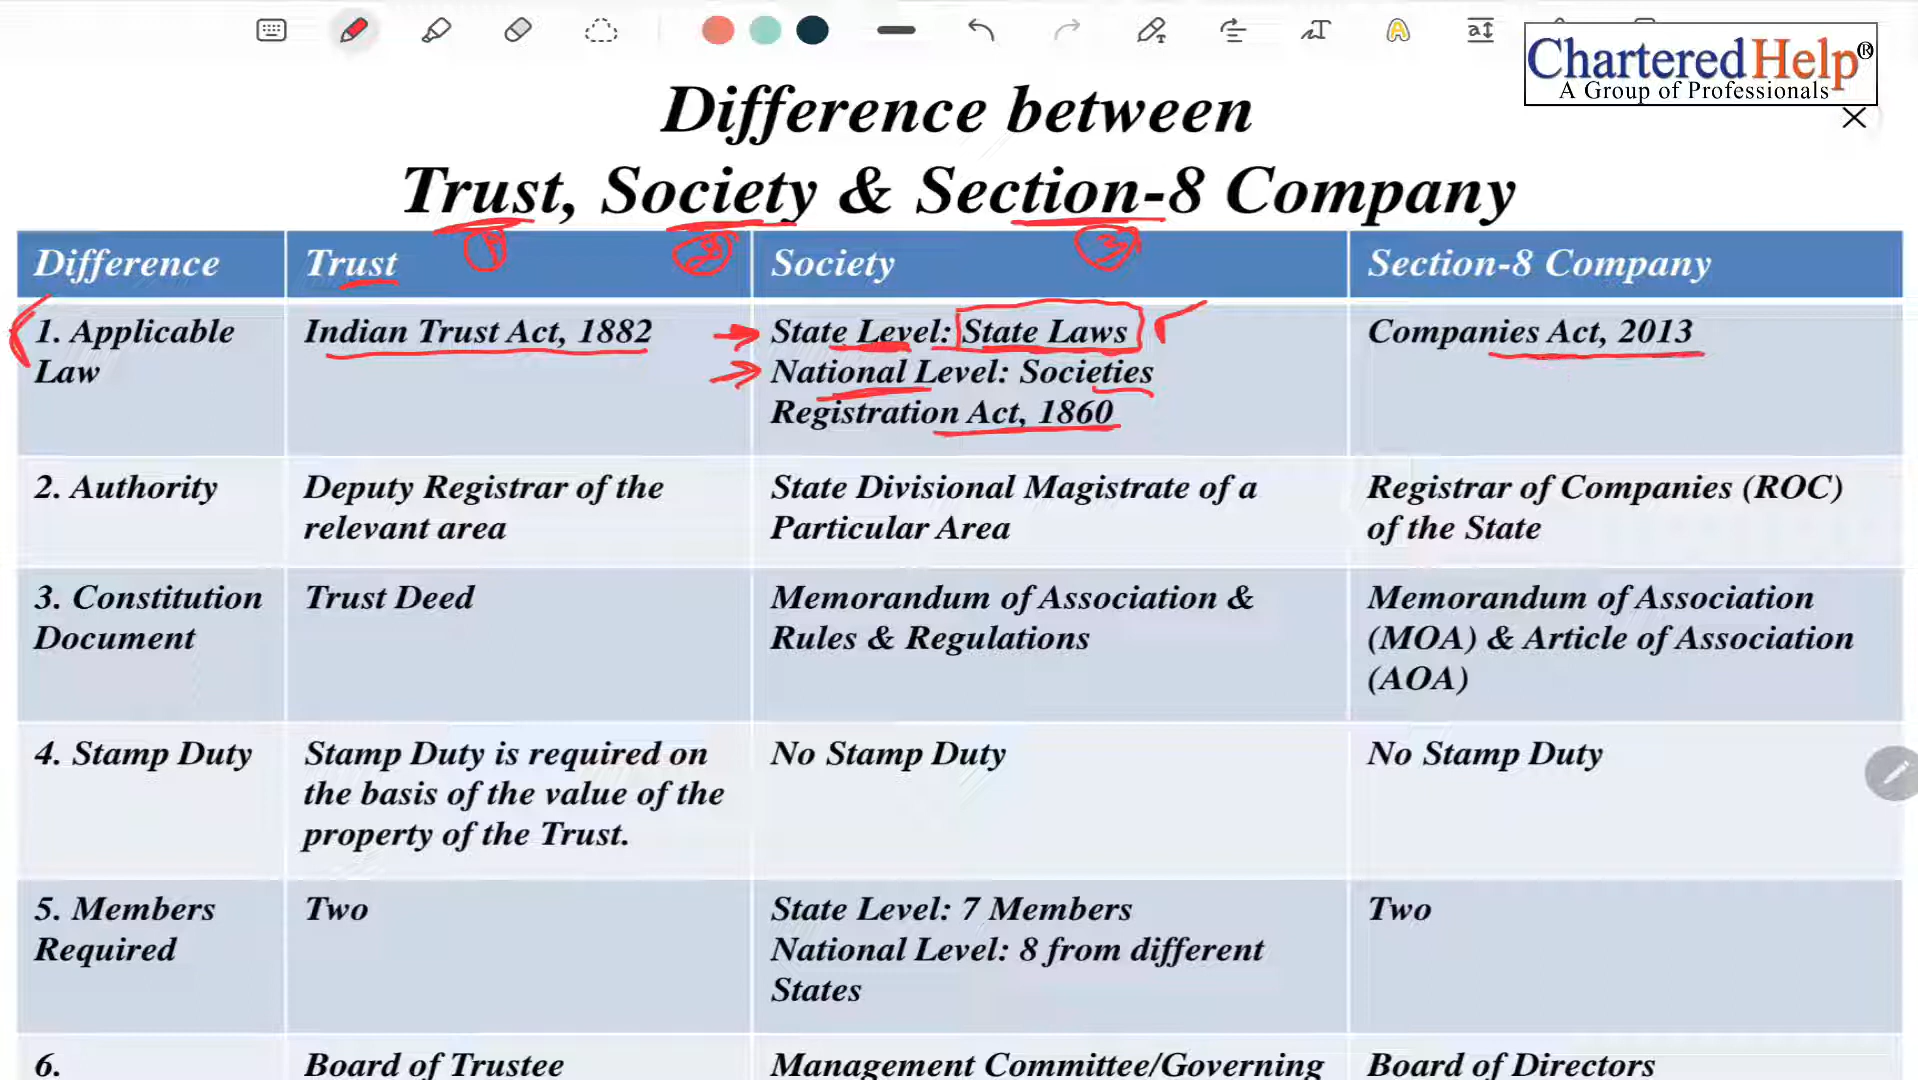 Chartered Help®
A Group of Professionals
Difference between
Trust, Society & Section-8 Company
1
2
3
Difference
Trust
Society
Section-8 Company
1. Applicable
Law
Indian Trust Act, 1882
State Level: State Laws
National Level: Societies
Registration Act, 1860
Companies Act, 2013
2. Authority
Deputy Registrar of the
relevant area
State Divisional Magistrate of a
Particular Area
Registrar of Companies (ROC)
of the State
3. Constitution
Document
Trust Deed
Memorandum of Association &
Rules & Regulations
Memorandum of Association
(MOA) & Article of Association
(AOA)
4. Stamp Duty
Stamp Duty is required on
the basis of the value of the
property of the Trust.
No Stamp Duty
No Stamp Duty
5. Members
Required
Two
State Level: 7 Members
National Level: 8 from different
States
Two
6.
Board of Trustee
Management Committee/Governing
Board of Directors